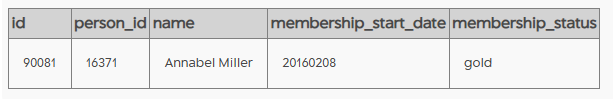 id person_id name membership_start_date membership_status
90081 16371 Annabel Miller 20160208 gold